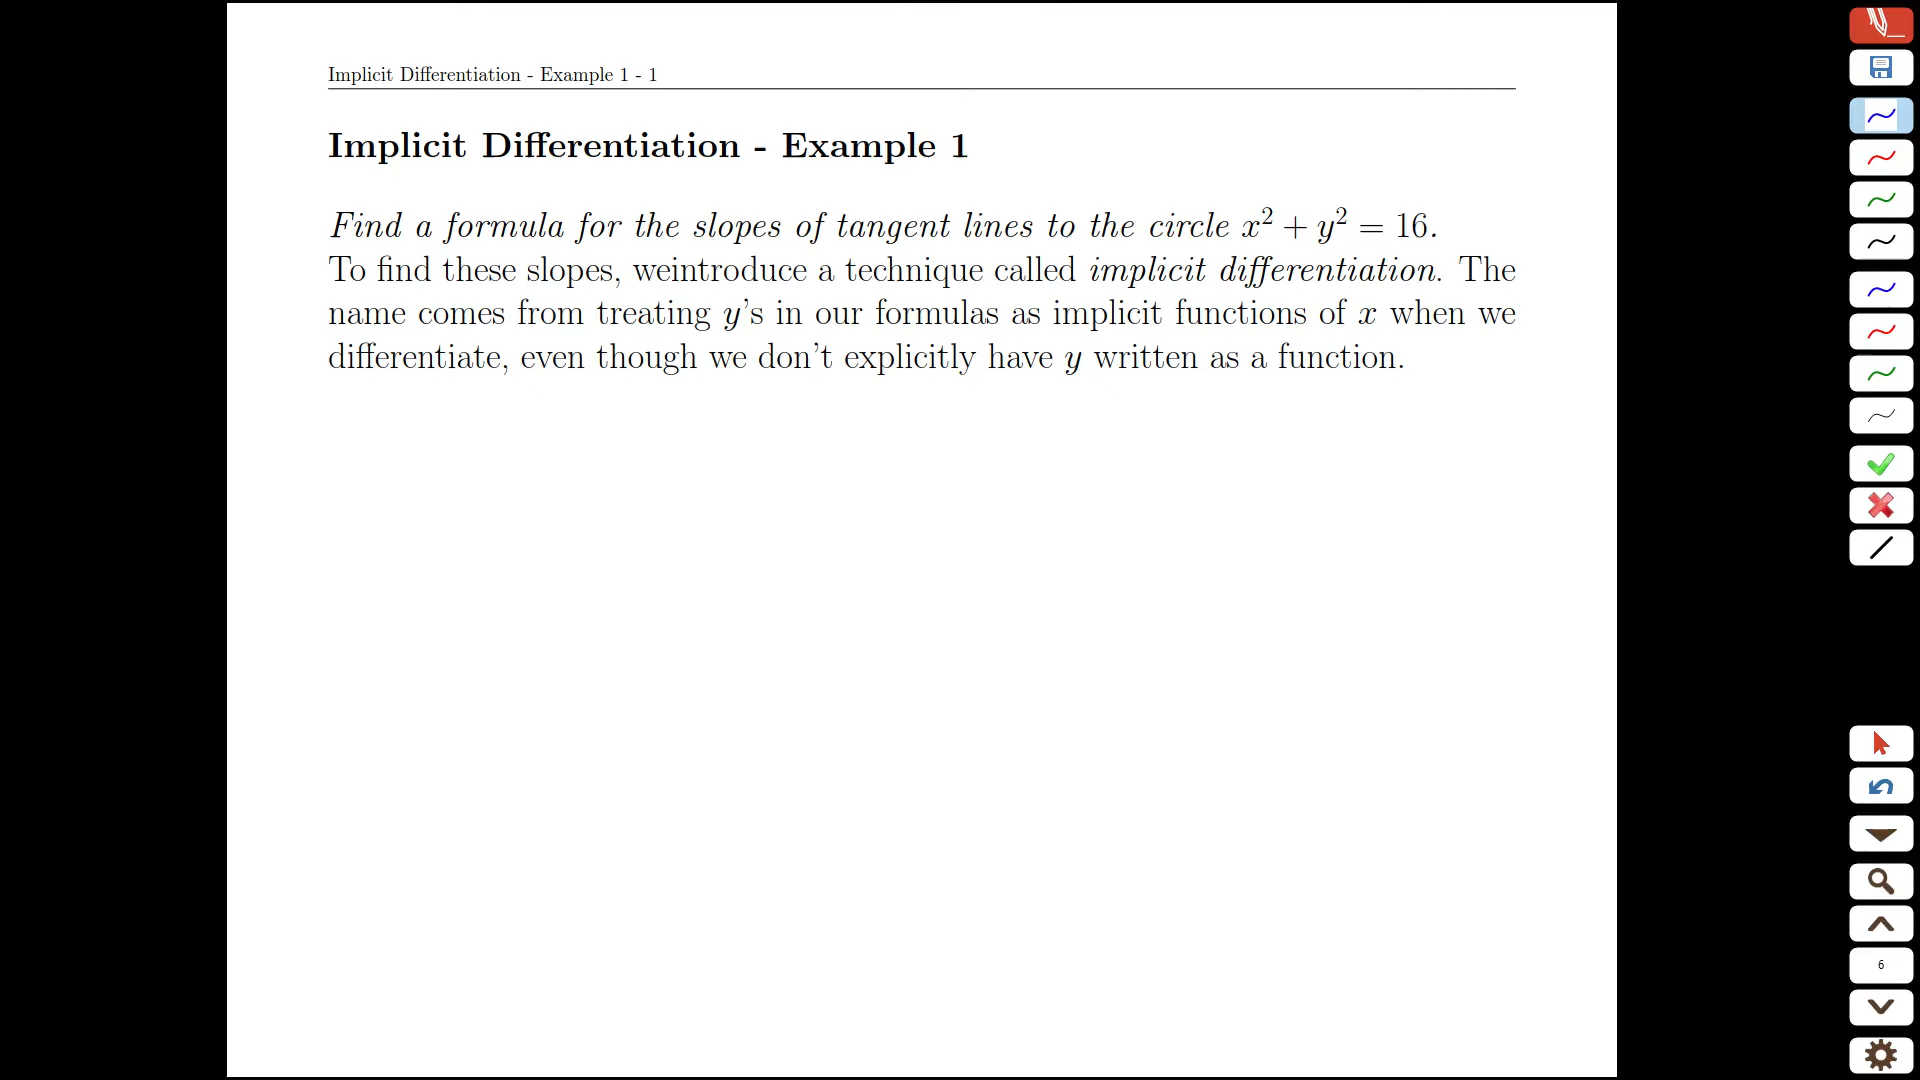 Implicit Differentiation - Example 1 - 1
Implicit Differentiation - Example 1
Find a formula for the slopes of tangent lines to the circle x² + y² = 16.
To find these slopes, weintroduce a technique called implicit differentiation. The
name comes from treating y's in our formulas as implicit functions of x when we
differentiate, even though we don't explicitly have y written as a function.
6